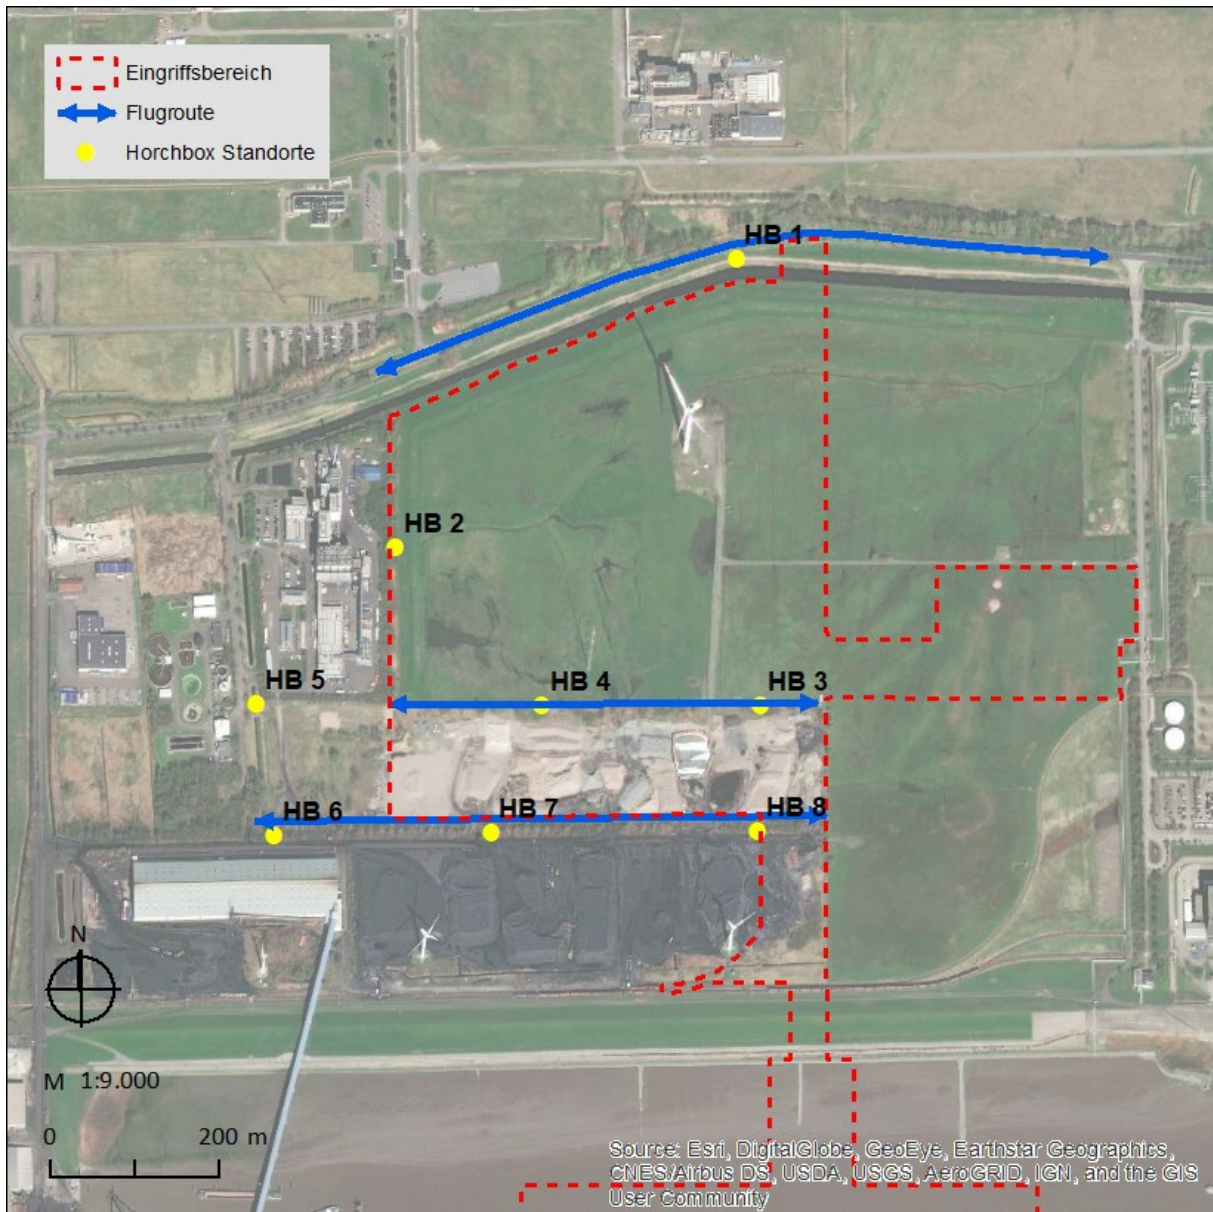 Eingriffsbereich
Flugroute
Horchbox Standorte
HB 1
HB 2
HB 5
HB 4
HB 3
HB 6
HB 7
HB 8
N
M 1:9.000
0 200 m
Source: Esri, DigitalGlobe, GeoEye, Earthstar Geographics,
CNES/Airbus DS, USDA, USGS, AeroGRID, IGN, and the GIS
User Community